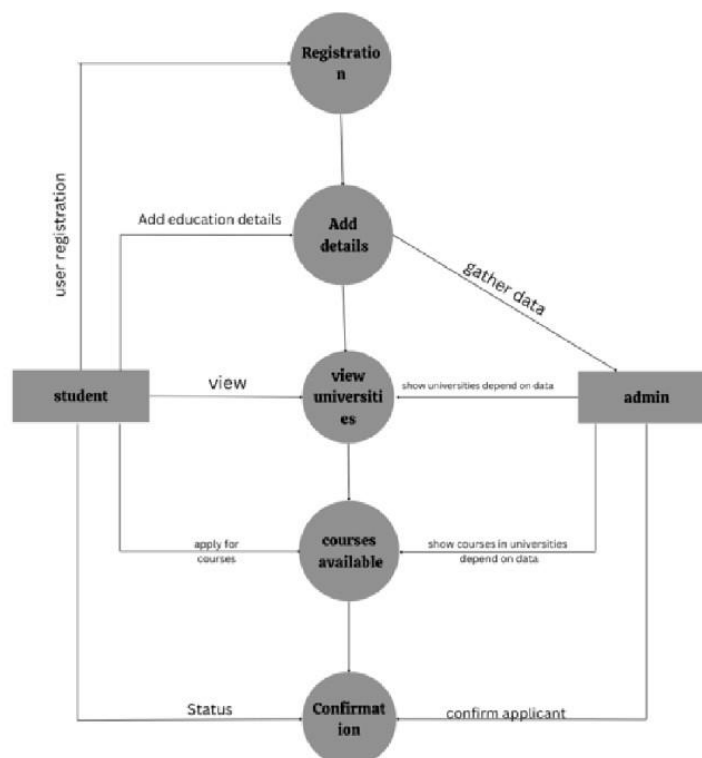 Registratio
n
user registration
Add education details
Add
details
gather data
student
view
view
universiti
es
show universities depend on data
admin
apply for
courses
courses
available
show courses in universities
depend on data
Status
Confirmat
ion
confirm applicant